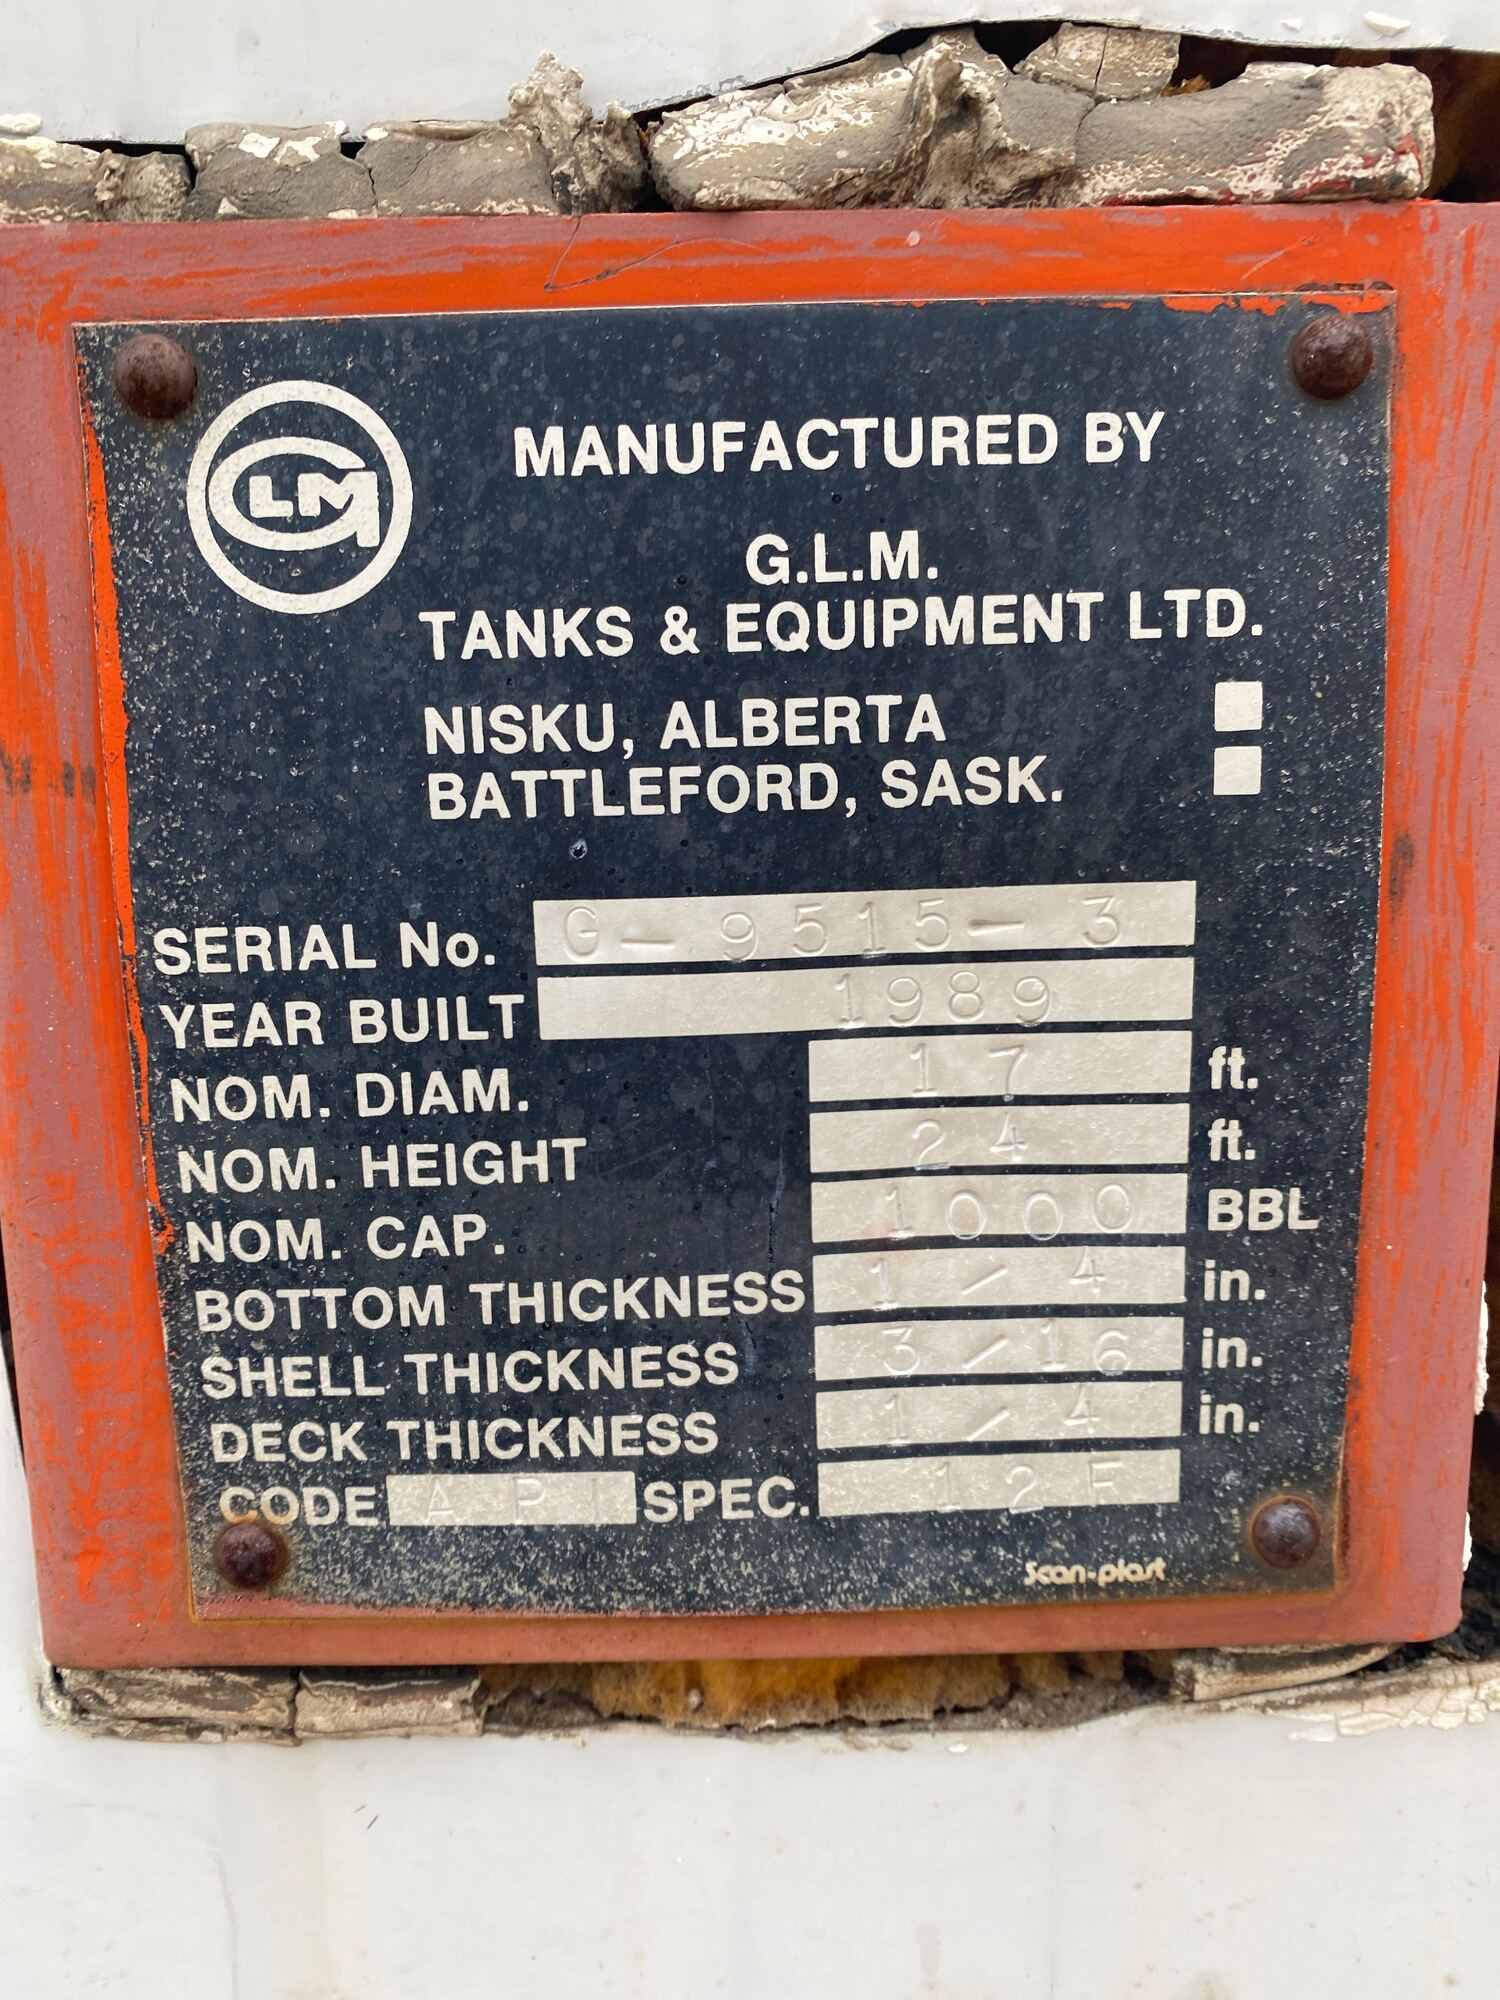 GLM
MANUFACTURED BY
G.L.M.
TANKS & EQUIPMENT LTD.
NISKU, ALBERTA
BATTLEFORD, SASK.
SERIAL No. G-9515-3
YEAR BUILT 1989
NOM. DIAM. 17 ft.
NOM. HEIGHT 24 ft.
NOM. CAP. 1000 BBL
BOTTOM THICKNESS 1/4 in.
SHELL THICKNESS 3/16 in.
DECK THICKNESS 1/4 in.
CODE API SPEC. 12F
Scan-plast